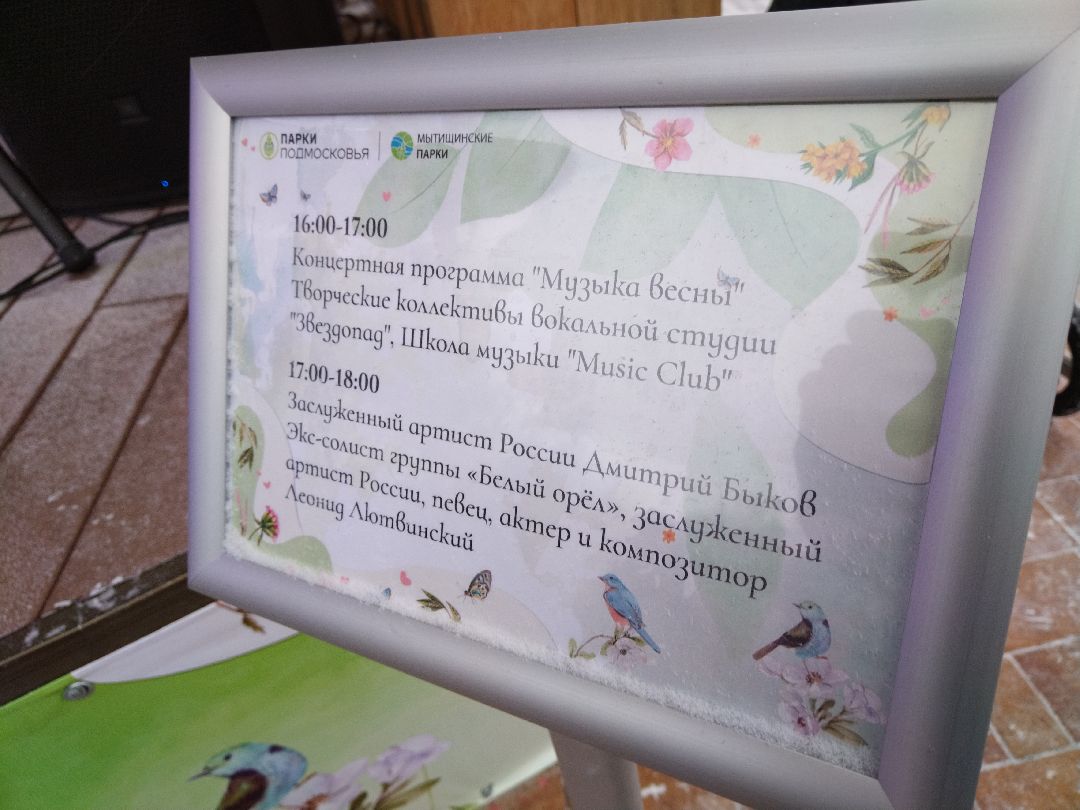 ПАРКИ
ПОДМОСКОВЬЯ
МЫТИЩИНСКИЕ
ПАРКИ
16:00-17:00
Концертная программа "Музыка весны"
Творческие коллективы вокальной студии
"Звездопад", Школа музыки "Music Club"
17:00-18:00
Заслуженный артист России Дмитрий Быков
Экс-солист группы «Белый орёл», заслуженный
артист России, певец, актер и композитор
Леонид Лютвинский